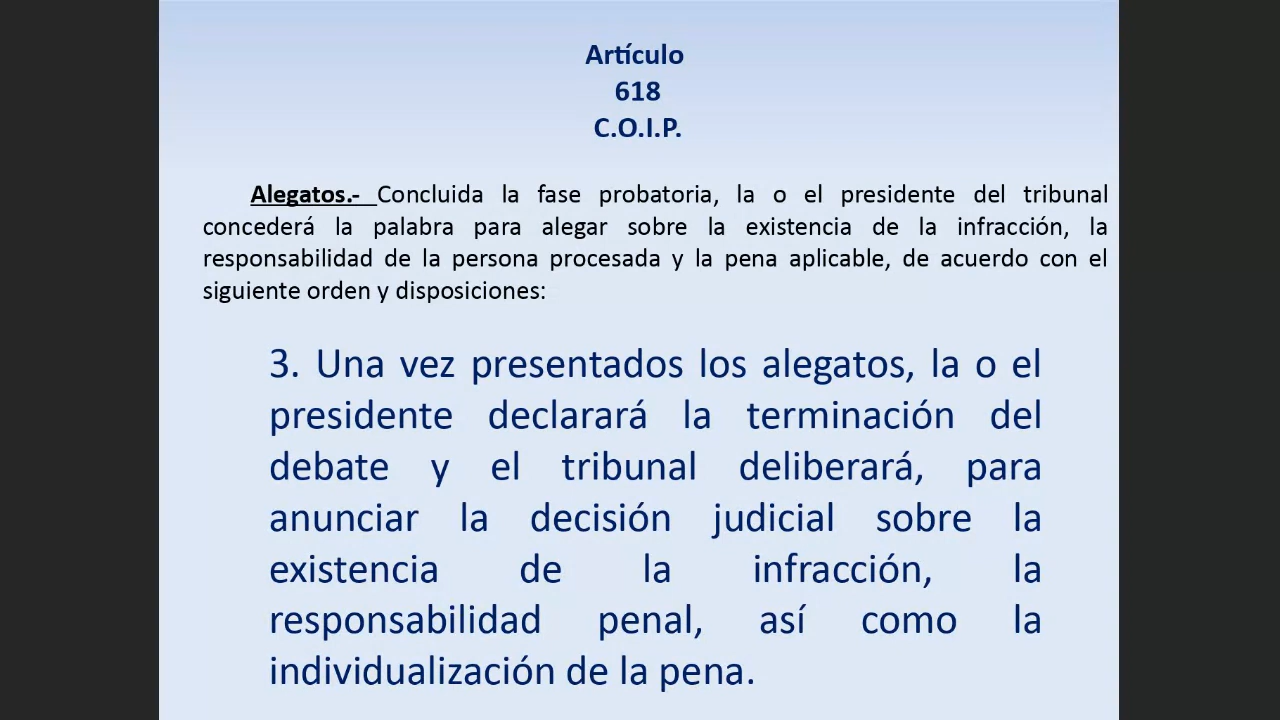 Artículo
618
C.O.I.P.
Alegatos.- Concluida la fase probatoria, la o el presidente del tribunal
concederá la palabra para alegar sobre la existencia de la infracción, la
responsabilidad de la persona procesada y la pena aplicable, de acuerdo con el
siguiente orden y disposiciones:
3. Una vez presentados los alegatos, la o el
presidente declarará la terminación del
debate y el tribunal deliberará, para
anunciar la decisión judicial sobre la
existencia de la infracción, la
responsabilidad penal, así como la
individualización de la pena.